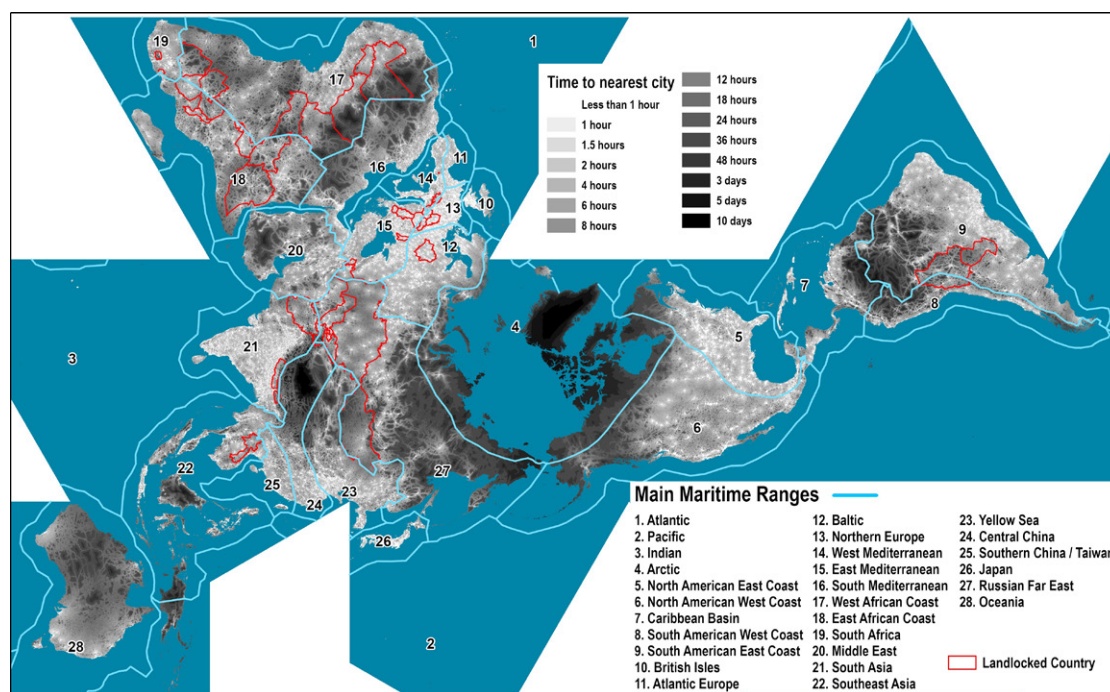 19
1
17
18
16
11
14
10
13
15
12
20
Time to nearest city
Less than 1 hour
1 hour
1.5 hours
2 hours
4 hours
6 hours
8 hours
12 hours
18 hours
24 hours
36 hours
48 hours
3 days
5 days
10 days
3
21
4
5
7
9
8
6
22
25
24
23
27
26
28
2
Main Maritime Ranges
1. Atlantic
2. Pacific
3. Indian
4. Arctic
5. North American East Coast
6. North American West Coast
7. Caribbean Basin
8. South American West Coast
9. South American East Coast
10. British Isles
11. Atlantic Europe
12. Baltic
13. Northern Europe
14. West Mediterranean
15. East Mediterranean
16. South Mediterranean
17. West African Coast
18. East African Coast
19. South Africa
20. Middle East
21. South Asia
22. Southeast Asia
23. Yellow Sea
24. Central China
25. Southern China / Taiwan
26. Japan
27. Russian Far East
28. Oceania
Landlocked Country